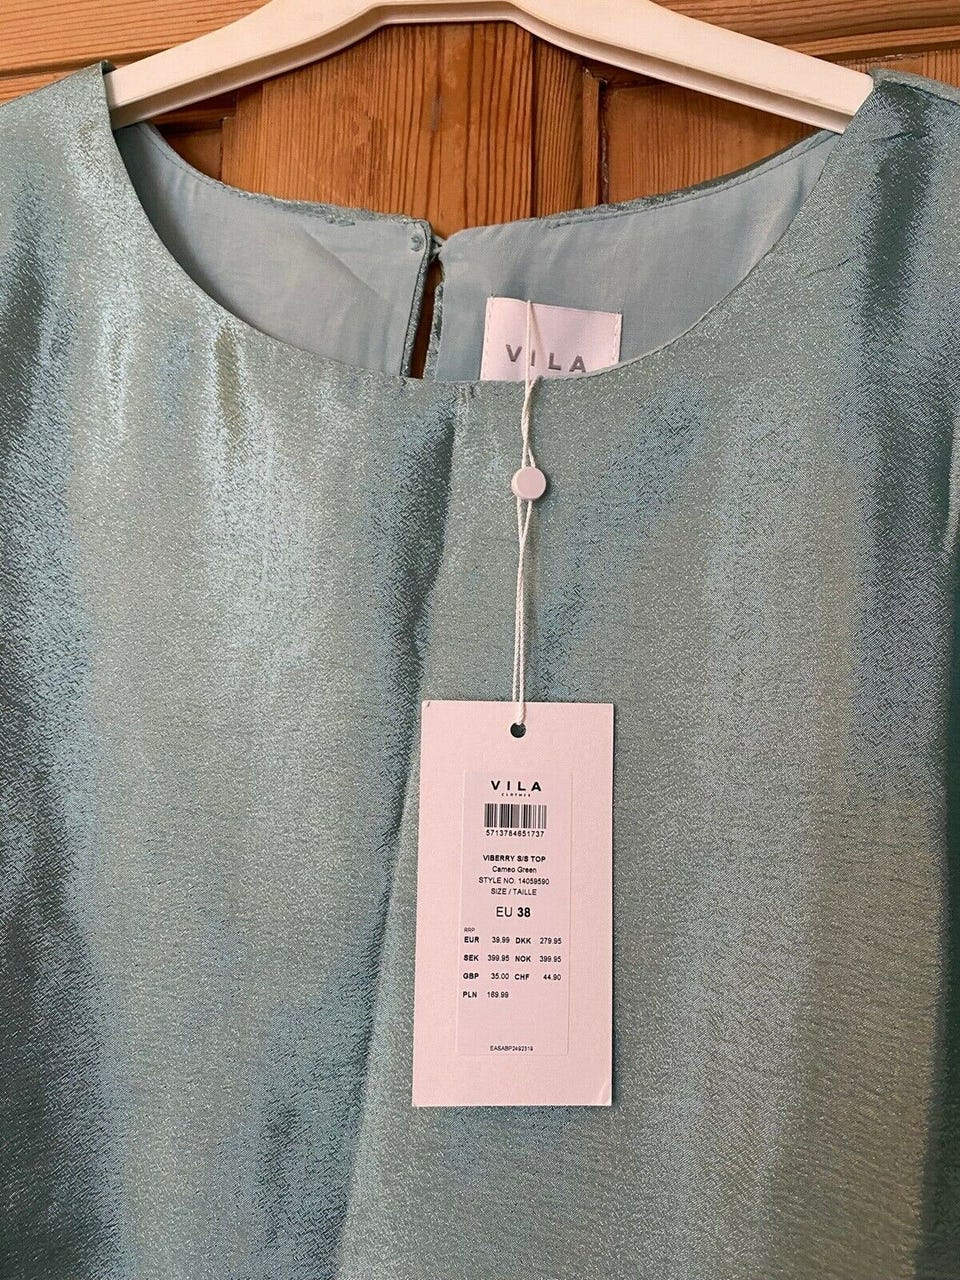 VILA
VILA
CLOTHES
5713784651737
VIBERRY S/S TOP
Cameo Green
STYLE NO. 14059590
SIZE / TAILLE
EU 38
RRP
EUR 39.99 DKK 279.95
SEK 399.95 NOK 399.95
GBP 35.00 CHF 44.90
PLN 169.99
EASABP2492319